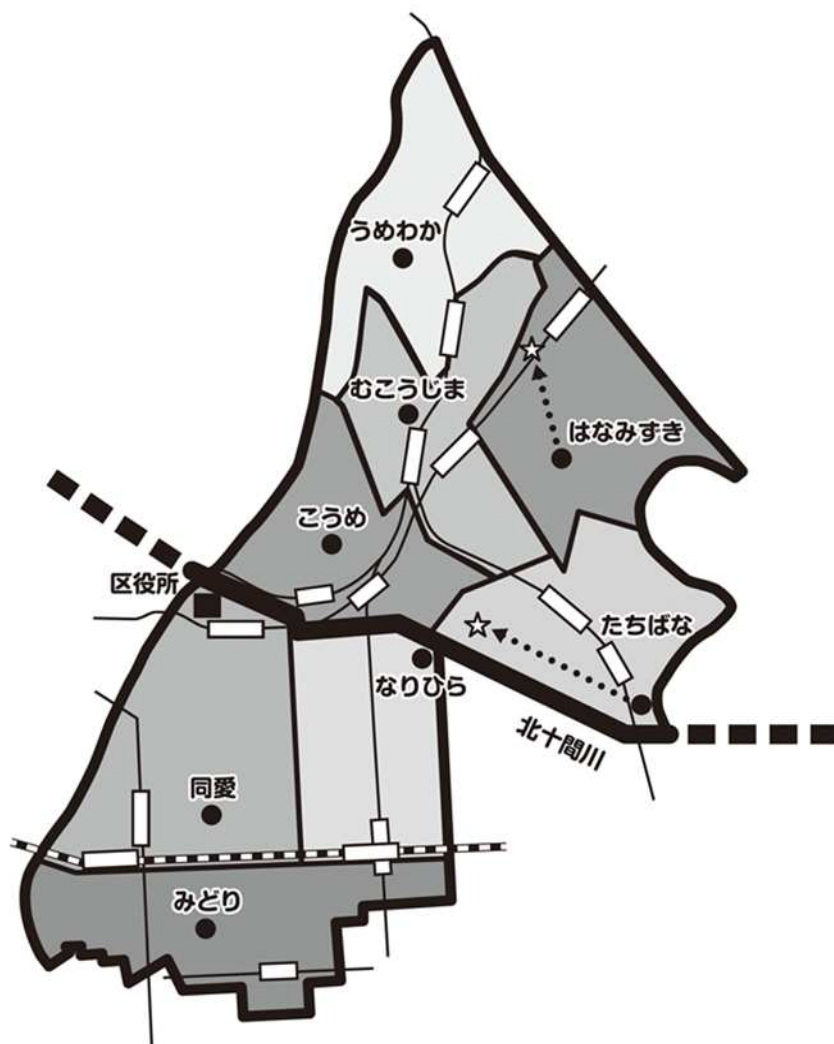 うめわか
むこうじま
はなみずき
こうめ
区役所
たちばな
なりひら
北十間川
同愛
みどり